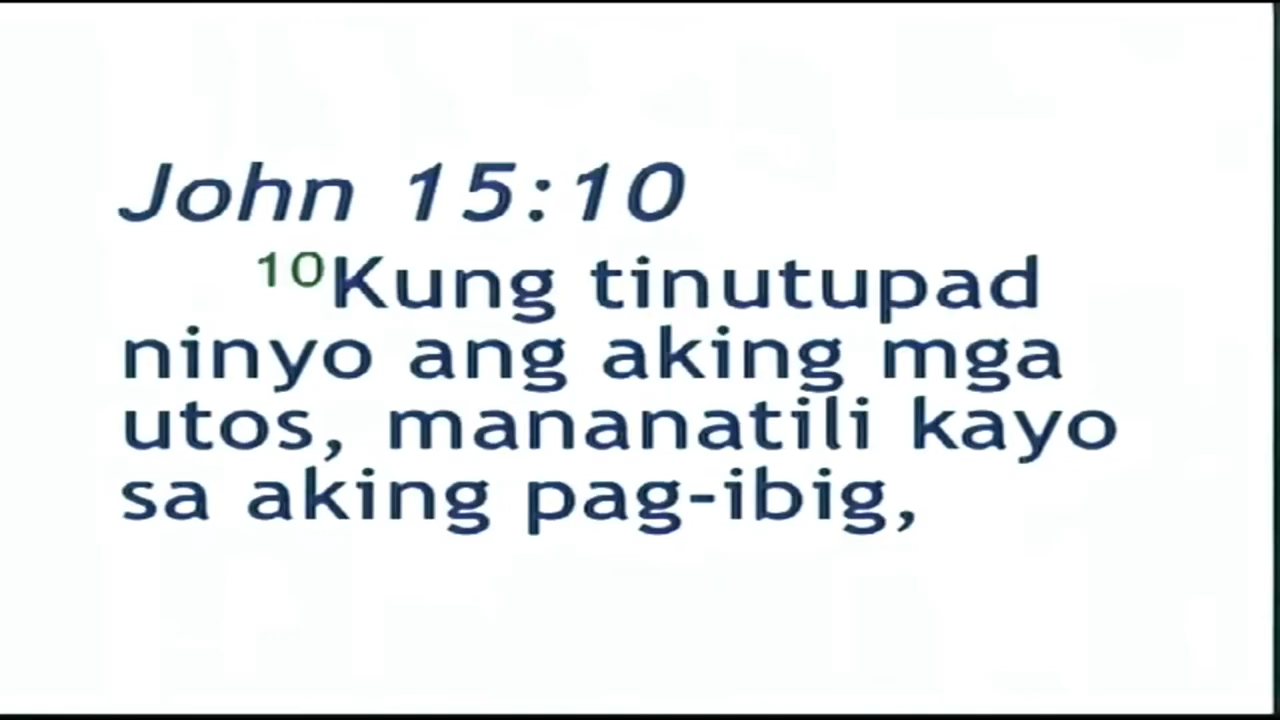 John 15:10
10Kung tinutupad
ninyo ang aking mga
utos, mananatili kayo
sa aking pag-ibig,